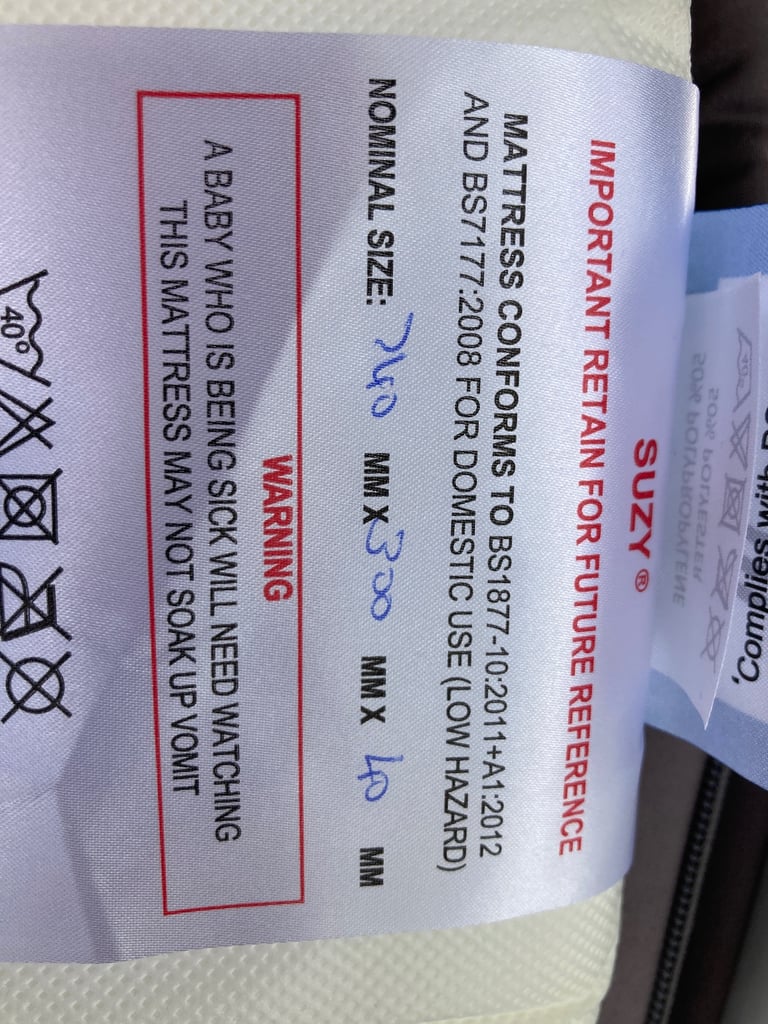 SUZY ®
IMPORTANT RETAIN FOR FUTURE REFERENCE
MATTRESS CONFORMS TO BS1877-10:2011+A1:2012
AND BS7177:2008 FOR DOMESTIC USE (LOW HAZARD)
NOMINAL SIZE: 740 MM X 300 MM X 40 MM
WARNING
A BABY WHO IS BEING SICK WILL NEED WATCHING
THIS MATTRESS MAY NOT SOAK UP VOMIT
40°
Complies with